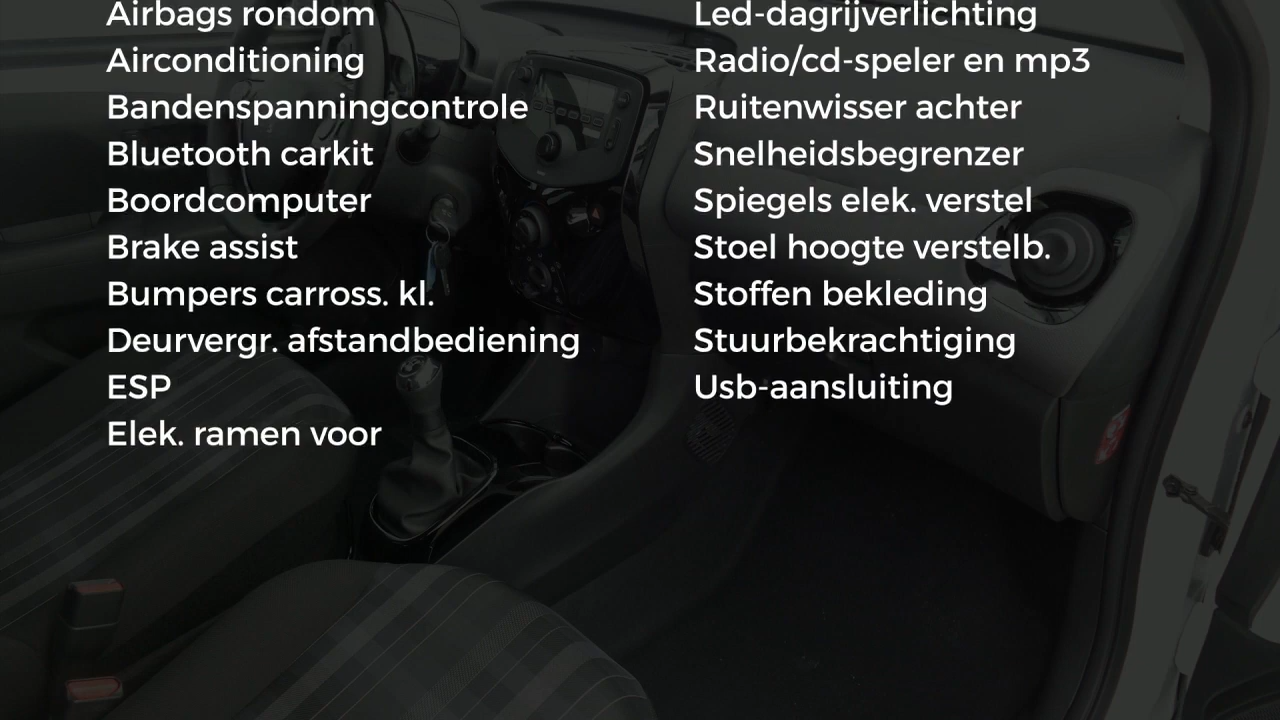 Airbags rondom
Airconditioning
Bandenspanningcontrole
Bluetooth carkit
Boordcomputer
Brake assist
Bumpers carross. kl.
Deurvergr. afstandbediening
ESP
Elek. ramen voor
Led-dagrijverlichting
Radio/cd-speler en mp3
Ruitenwisser achter
Snelheidsbegrenzer
Spiegels elek. verstel
Stoel hoogte verstelb.
Stoffen bekleding
Stuurbekrachtiging
Usb-aansluiting